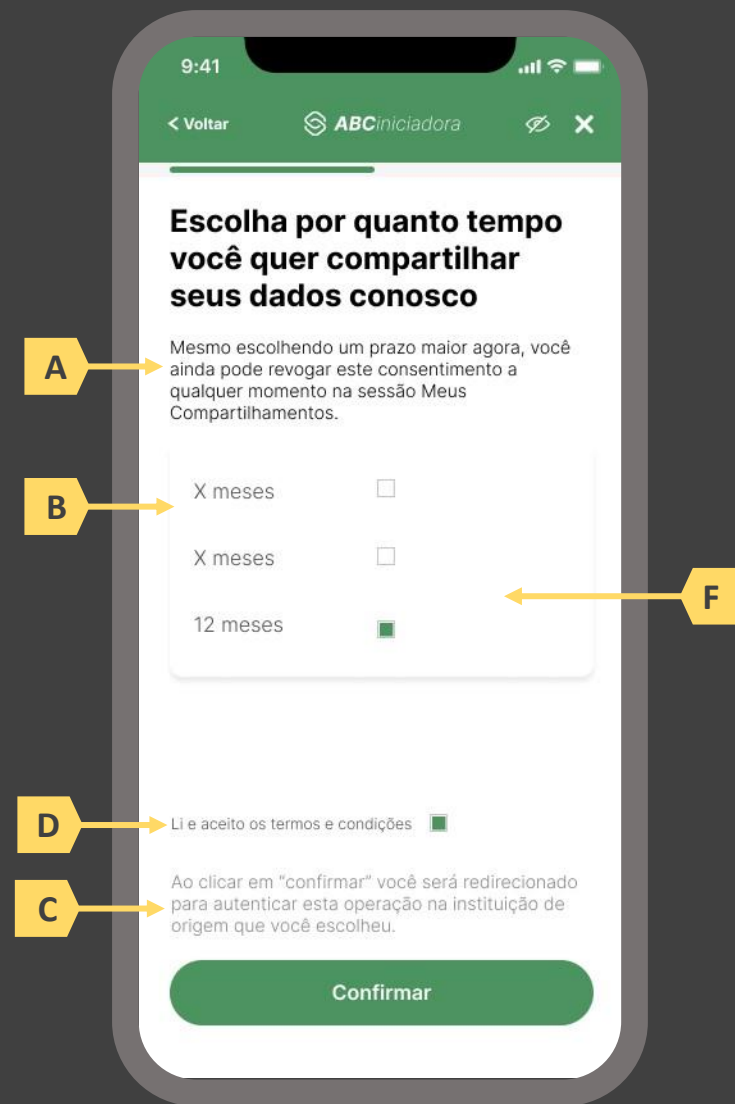 9:41
< Voltar ABCiniciadora
Escolha por quanto tempo
você quer compartilhar
seus dados conosco
A
Mesmo escolhendo um prazo maior agora, você
ainda pode revogar este consentimento a
qualquer momento na sessão Meus
Compartilhamentos.
B
X meses
X meses
F
12 meses
D
Li e aceito os termos e condições
C
Ao clicar em “confirmar” você será redirecionado
para autenticar esta operação na instituição de
origem que você escolheu.
Confirmar